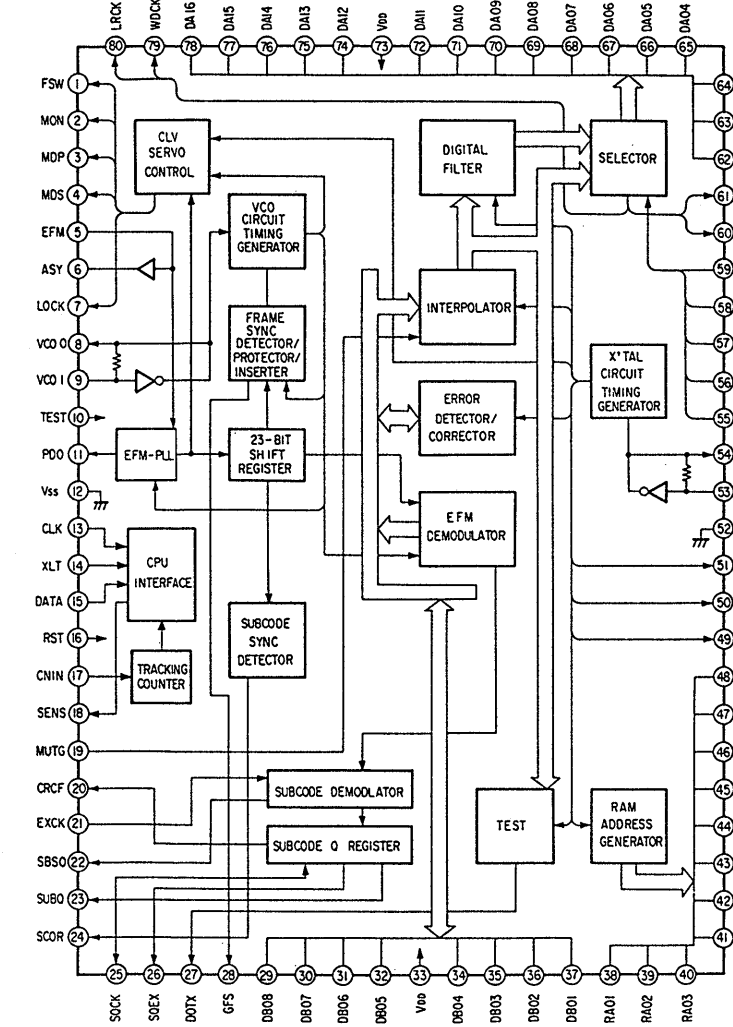 LRCK
WDCK
DA16
DA15
DA14
DA13
DA12
VDD
DA11
DA10
DA09
DA08
DA07
DA06
DA05
DA04
80
79
78
77
76
75
74
73
72
71
70
69
68
67
66
65
FSW 1
MON 2
MDP 3
MDS 4
EFM 5
ASY 6
LOCK 7
VCO O 8
VCO I 9
TEST 10
PDO 11
Vss 12
CLK 13
XLT 14
DATA 15
RST 16
CNIN 17
SENS 18
MUTG 19
CRCF 20
EXCK 21
SBSO 22
SUBQ 23
SCOR 24
CLV
SERVO
CONTROL
VCO
CIRCUIT
TIMING
GENERATOR
FRAME
SYNC
DETECTOR/
PROTECTOR/
INSERTER
EFM-PLL
23-BIT
SHIFT
REGISTER
CPU
INTERFACE
TRACKING
COUNTER
SUBCODE
SYNC
DETECTOR
SUBCODE DEMODLATOR
SUBCODE Q REGISTER
DIGITAL
FILTER
SELECTOR
INTERPOLATOR
ERROR
DETECTOR/
CORRECTOR
EFM
DEMODULATOR
X'TAL
CIRCUIT
TIMING
GENERATOR
TEST
RAM
ADDRESS
GENERATOR
64
63
62
61
60
59
58
57
56
55
54
53
52
51
50
49
48
47
46
45
44
43
42
41
25
26
27
28
29
30
31
32
33
34
35
36
37
38
39
40
SQCK
SQEX
DOTX
GFS
DB08
DB07
DB06
DB05
VDD
DB04
DB03
DB02
DB01
RA01
RA02
RA03